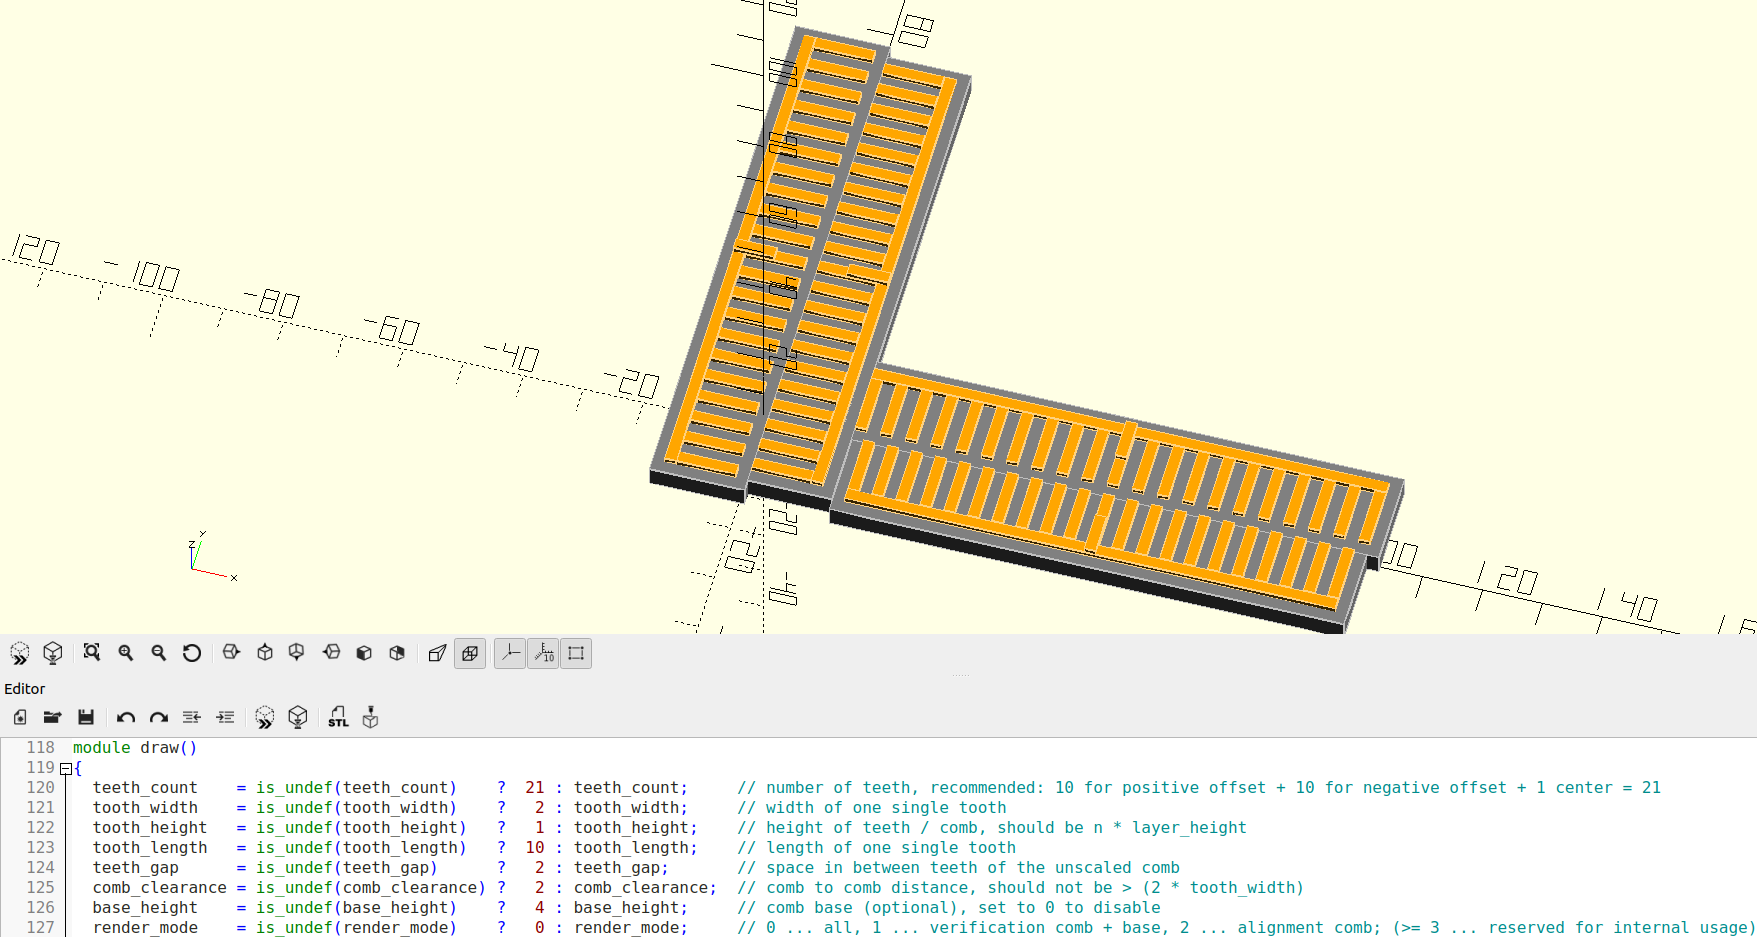 -120
-100
-80
-60
-40
-20
20
40
Z
Y
X
10
Editor
STL
118 module draw()
119 {
120 teeth_count = is_undef(teeth_count) ? 21 : teeth_count; // number of teeth, recommended: 10 for positive offset + 10 for negative offset + 1 center = 21
121 tooth_width = is_undef(tooth_width) ? 2 : tooth_width; // width of one single tooth
122 tooth_height = is_undef(tooth_height) ? 1 : tooth_height; // height of teeth / comb, should be n * layer_height
123 tooth_length = is_undef(tooth_length) ? 10 : tooth_length; // length of one single tooth
124 teeth_gap = is_undef(teeth_gap) ? 2 : teeth_gap; // space in between teeth of the unscaled comb
125 comb_clearance = is_undef(comb_clearance) ? 2 : comb_clearance; // comb to comb distance, should not be > (2 * tooth_width)
126 base_height = is_undef(base_height) ? 4 : base_height; // comb base (optional), set to 0 to disable
127 render_mode = is_undef(render_mode) ? 0 : render_mode; // 0 ... all, 1 ... verification comb + base, 2 ... alignment comb; (>= 3 ... reserved for internal usage)